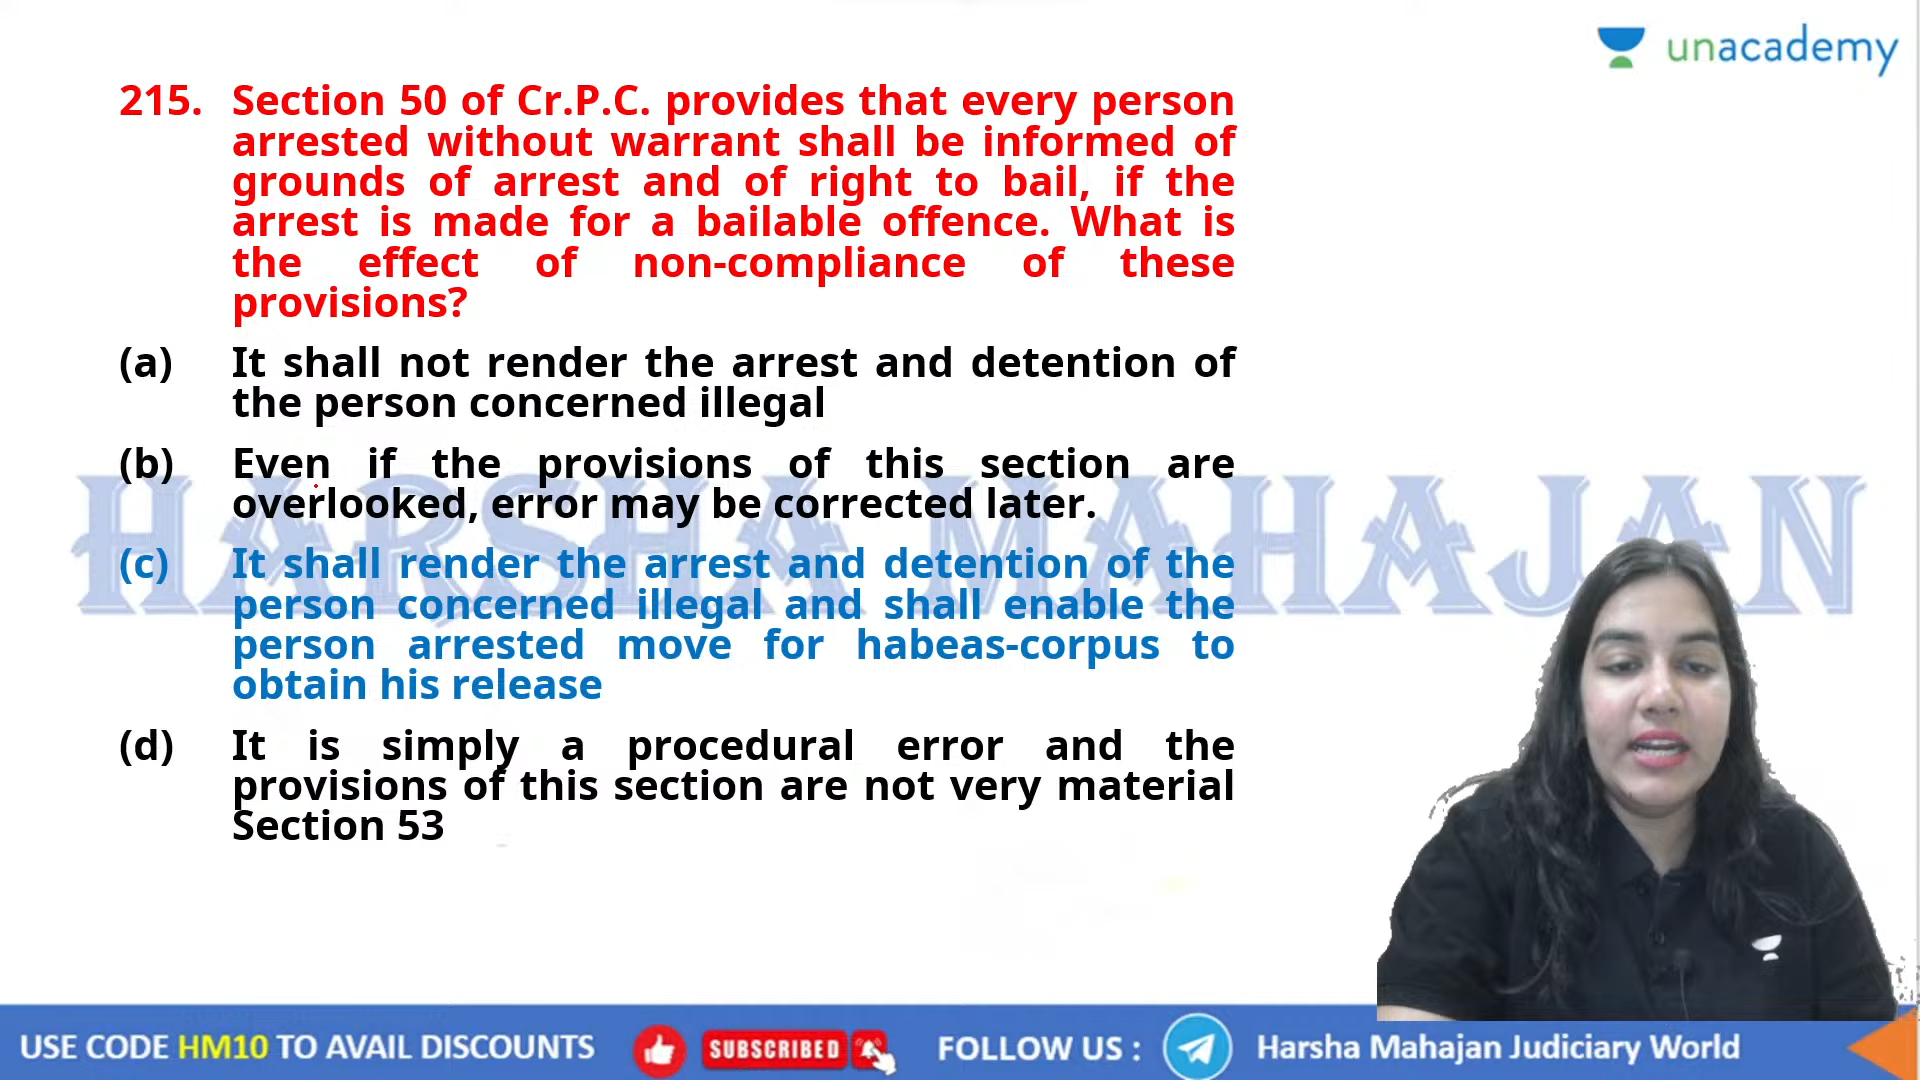 unacademy
215. Section 50 of Cr.P.C. provides that every person
arrested without warrant shall be informed of
grounds of arrest and of right to bail, if the
arrest is made for a bailable offence. What is
the effect of non-compliance of these
provisions?
(a) It shall not render the arrest and detention of
the person concerned illegal
(b) Even if the provisions of this section are
overlooked, error may be corrected later.
HARSHA MAHAJAN
(c) It shall render the arrest and detention of the
person concerned illegal and shall enable the
person arrested move for habeas-corpus to
obtain his release
(d) It is simply a procedural error and the
provisions of this section are not very material
Section 53
USE CODE HM10 TO AVAIL DISCOUNTS SUBSCRIBED FOLLOW US : Harsha Mahajan Judiciary World